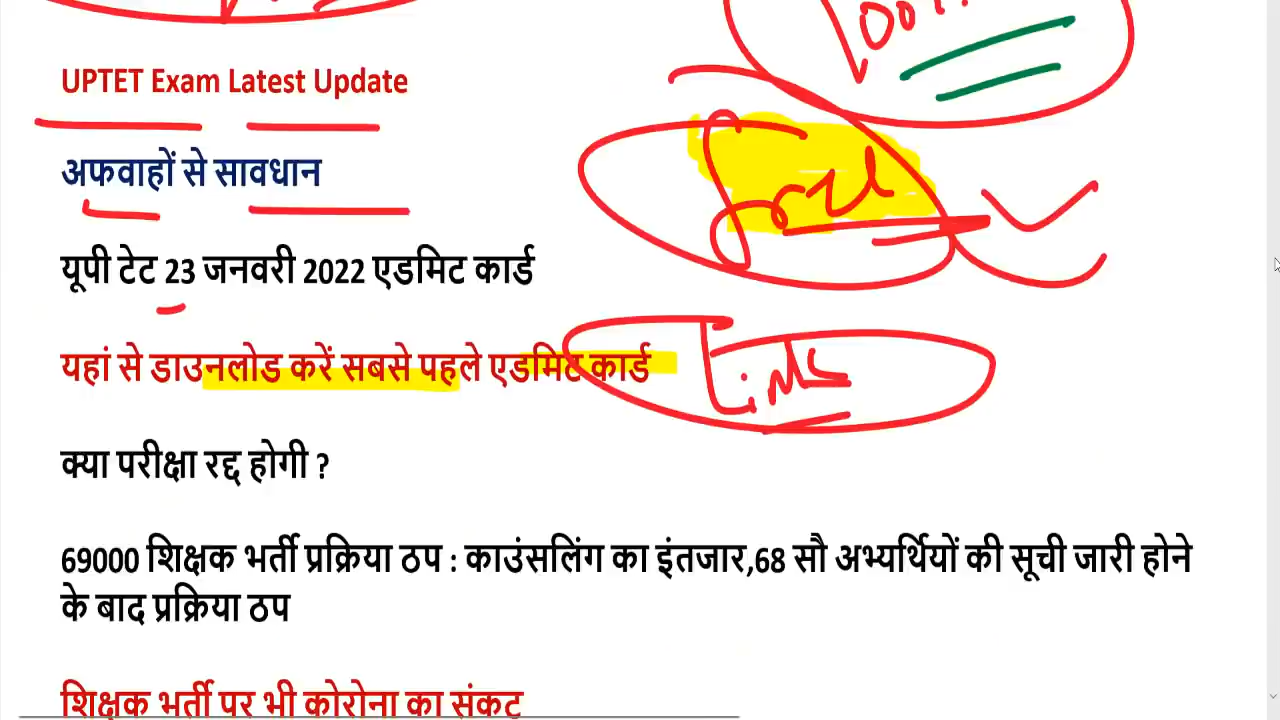 00%
UPTET Exam Latest Update
अफवाहों से सावधान
यूपी टेट 23 जनवरी 2022 एडमिट कार्ड
यहां से डाउनलोड करें सबसे पहले एडमिट कार्ड
Link
क्या परीक्षा रद्द होगी ?
69000 शिक्षक भर्ती प्रक्रिया ठप : काउंसलिंग का इंतजार,68 सौ अभ्यर्थियों की सूची जारी होने
के बाद प्रक्रिया ठप
शिक्षक भर्ती पर भी कोरोना का संकट